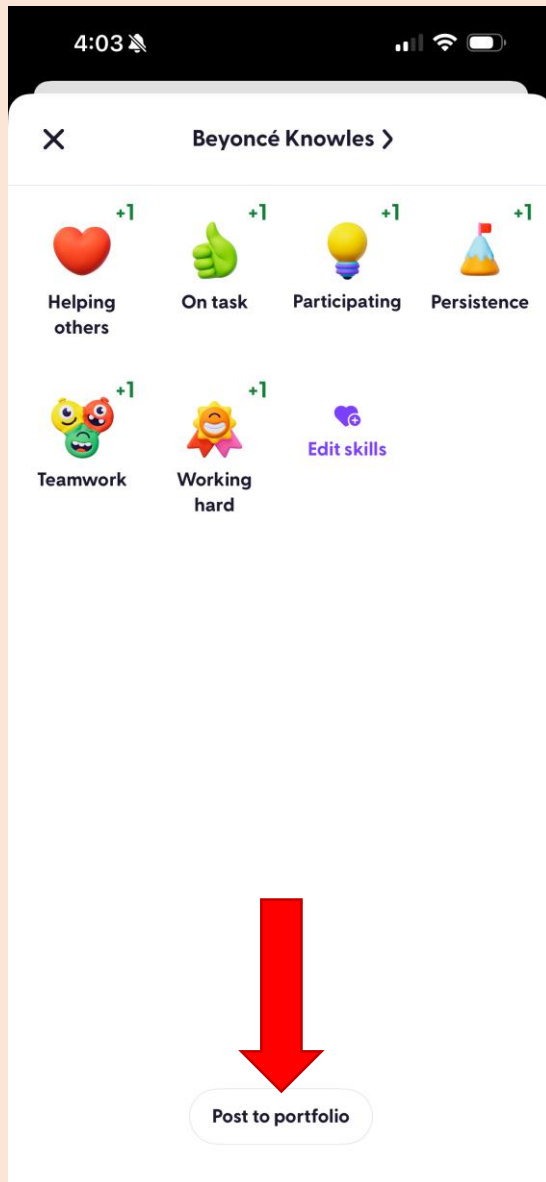 4:03
Beyoncé Knowles
+1 +1 +1 +1
Helping On task Participating Persistence
others
+1 +1
Teamwork Working Edit skills
hard
Post to portfolio